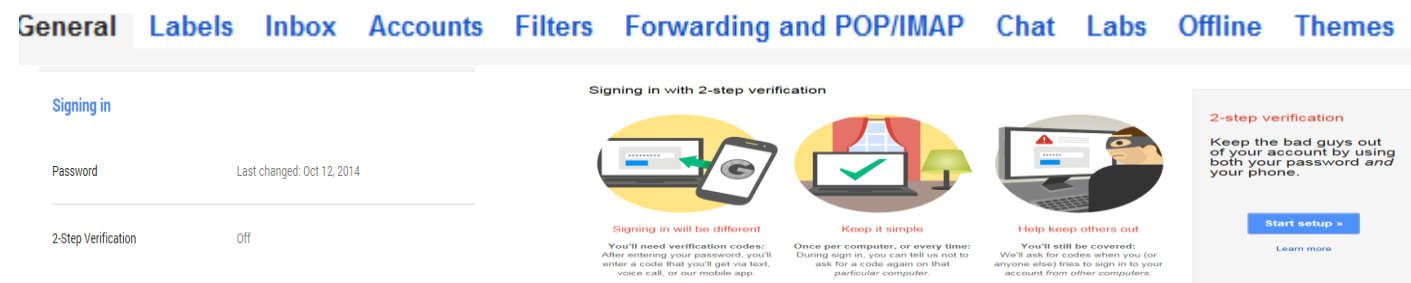 General Labels Inbox Accounts Filters Forwarding and POP/IMAP Chat Labs Offline Themes
Signing in
Password Last changed: Oct 12, 2014
2-Step Verification Off
Signing in with 2-step verification
Signing in will be different
You'll need verification codes:
After entering your password, you'll
enter a code that you'll get via text,
voice call, or our mobile app.
Keep it simple
Once per computer, or every time:
During sign in, you can tell us not to
ask for a code again on that
particular computer.
Help keep others out
You'll still be covered:
We'll ask for codes when you (or
anyone else) tries to sign in to your
account from other computers.
2-step verification
Keep the bad guys out
of your account by using
both your password and
your phone.
Start setup »
Learn more